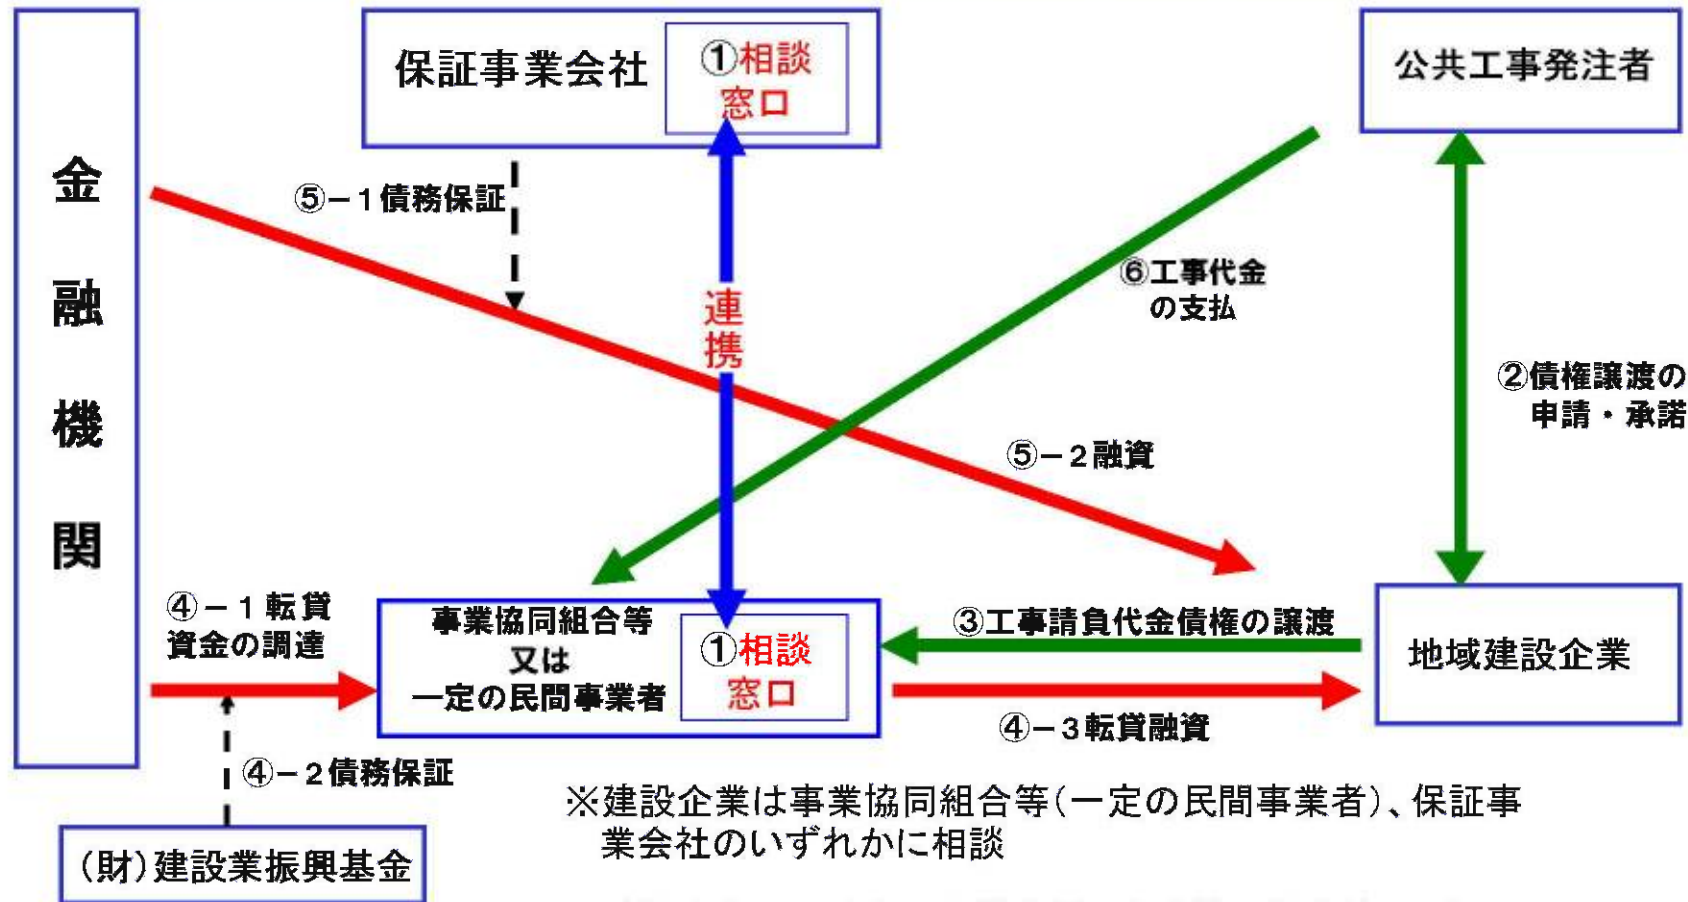 金融機関
保証事業会社
①相談
窓口
公共工事発注者
⑤－1債務保証
連携
⑥工事代金
の支払
②債権譲渡の
申請・承諾
⑤－2融資
④－1転貸
資金の調達
事業協同組合等
又は
一定の民間事業者
①相談
窓口
③工事請負代金債権の譲渡
地域建設企業
④－3転貸融資
④－2債務保証
※建設企業は事業協同組合等(一定の民間事業者)、保証事
業会社のいずれかに相談
(財)建設業振興基金